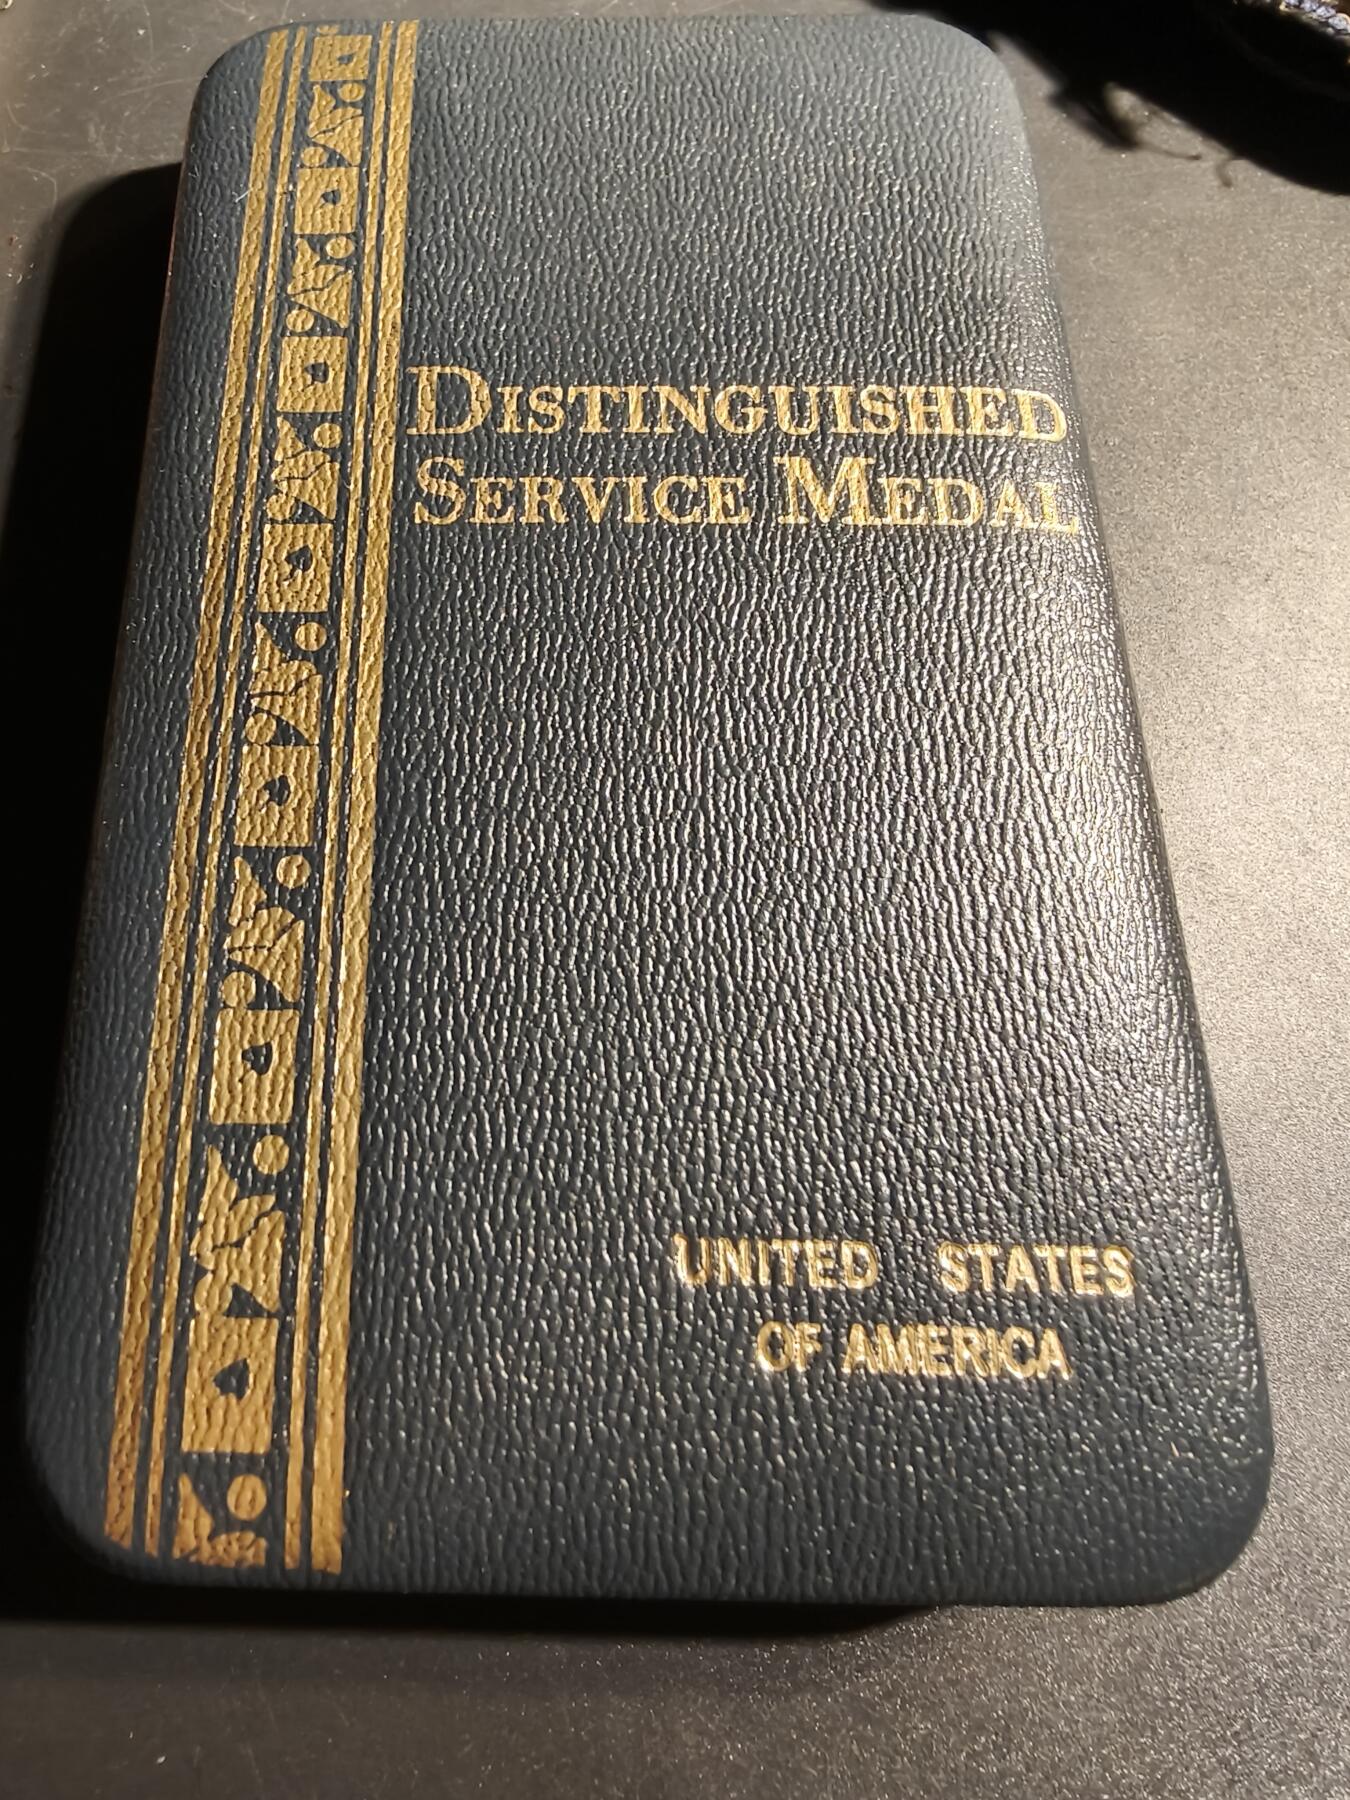 DISTINGUISHED
SERVICE MEDAL
UNITED STATES
OF AMERICA